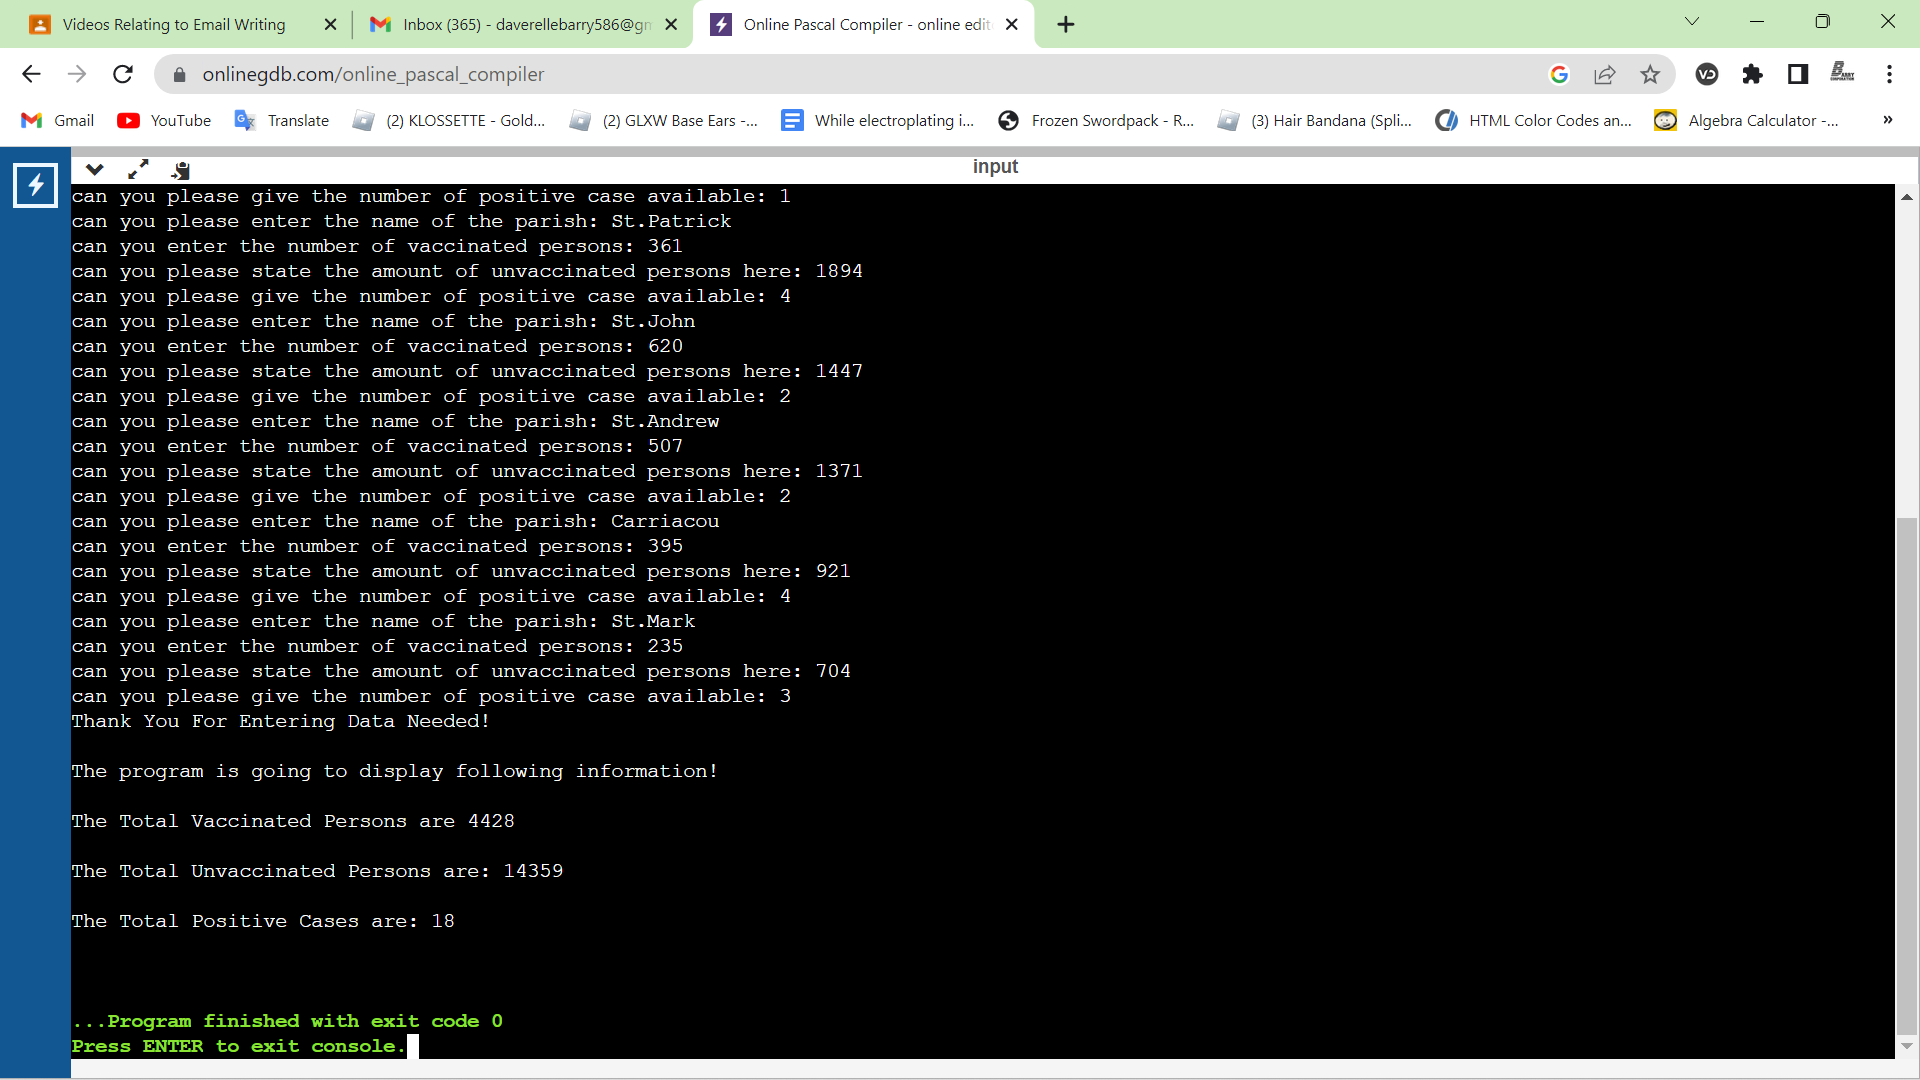 Videos Relating to Email Writing
Inbox (365) - daverellebarry586@gm
Online Pascal Compiler - online edit
onlinegdb.com/online_pascal_compiler
Gmail
YouTube
Translate
(2) KLOSSETTE - Gold...
(2) GLXW Base Ears -...
While electroplating i...
Frozen Swordpack - R...
(3) Hair Bandana (Spli...
HTML Color Codes an...
Algebra Calculator -...
»
input
can you please give the number of positive case available: 1
can you please enter the name of the parish: St.Patrick
can you enter the number of vaccinated persons: 361
can you please state the amount of unvaccinated persons here: 1894
can you please give the number of positive case available: 4
can you please enter the name of the parish: St.John
can you enter the number of vaccinated persons: 620
can you please state the amount of unvaccinated persons here: 1447
can you please give the number of positive case available: 2
can you please enter the name of the parish: St.Andrew
can you enter the number of vaccinated persons: 507
can you please state the amount of unvaccinated persons here: 1371
can you please give the number of positive case available: 2
can you please enter the name of the parish: Carriacou
can you enter the number of vaccinated persons: 395
can you please state the amount of unvaccinated persons here: 921
can you please give the number of positive case available: 4
can you please enter the name of the parish: St.Mark
can you enter the number of vaccinated persons: 235
can you please state the amount of unvaccinated persons here: 704
can you please give the number of positive case available: 3
Thank You For Entering Data Needed!
The program is going to display following information!
The Total Vaccinated Persons are 4428
The Total Unvaccinated Persons are: 14359
The Total Positive Cases are: 18
...Program finished with exit code 0
Press ENTER to exit console.